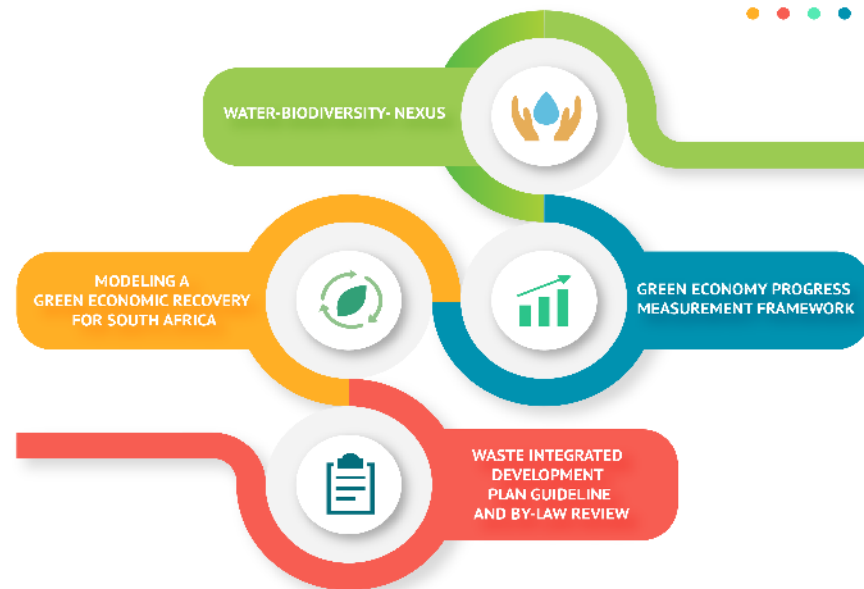 WATER-BIODIVERSITY- NEXUS
MODELING A
GREEN ECONOMIC RECOVERY
FOR SOUTH AFRICA
GREEN ECONOMY PROGRESS
MEASUREMENT FRAMEWORK
WASTE INTEGRATED
DEVELOPMENT
PLAN GUIDELINE
AND BY-LAW REVIEW